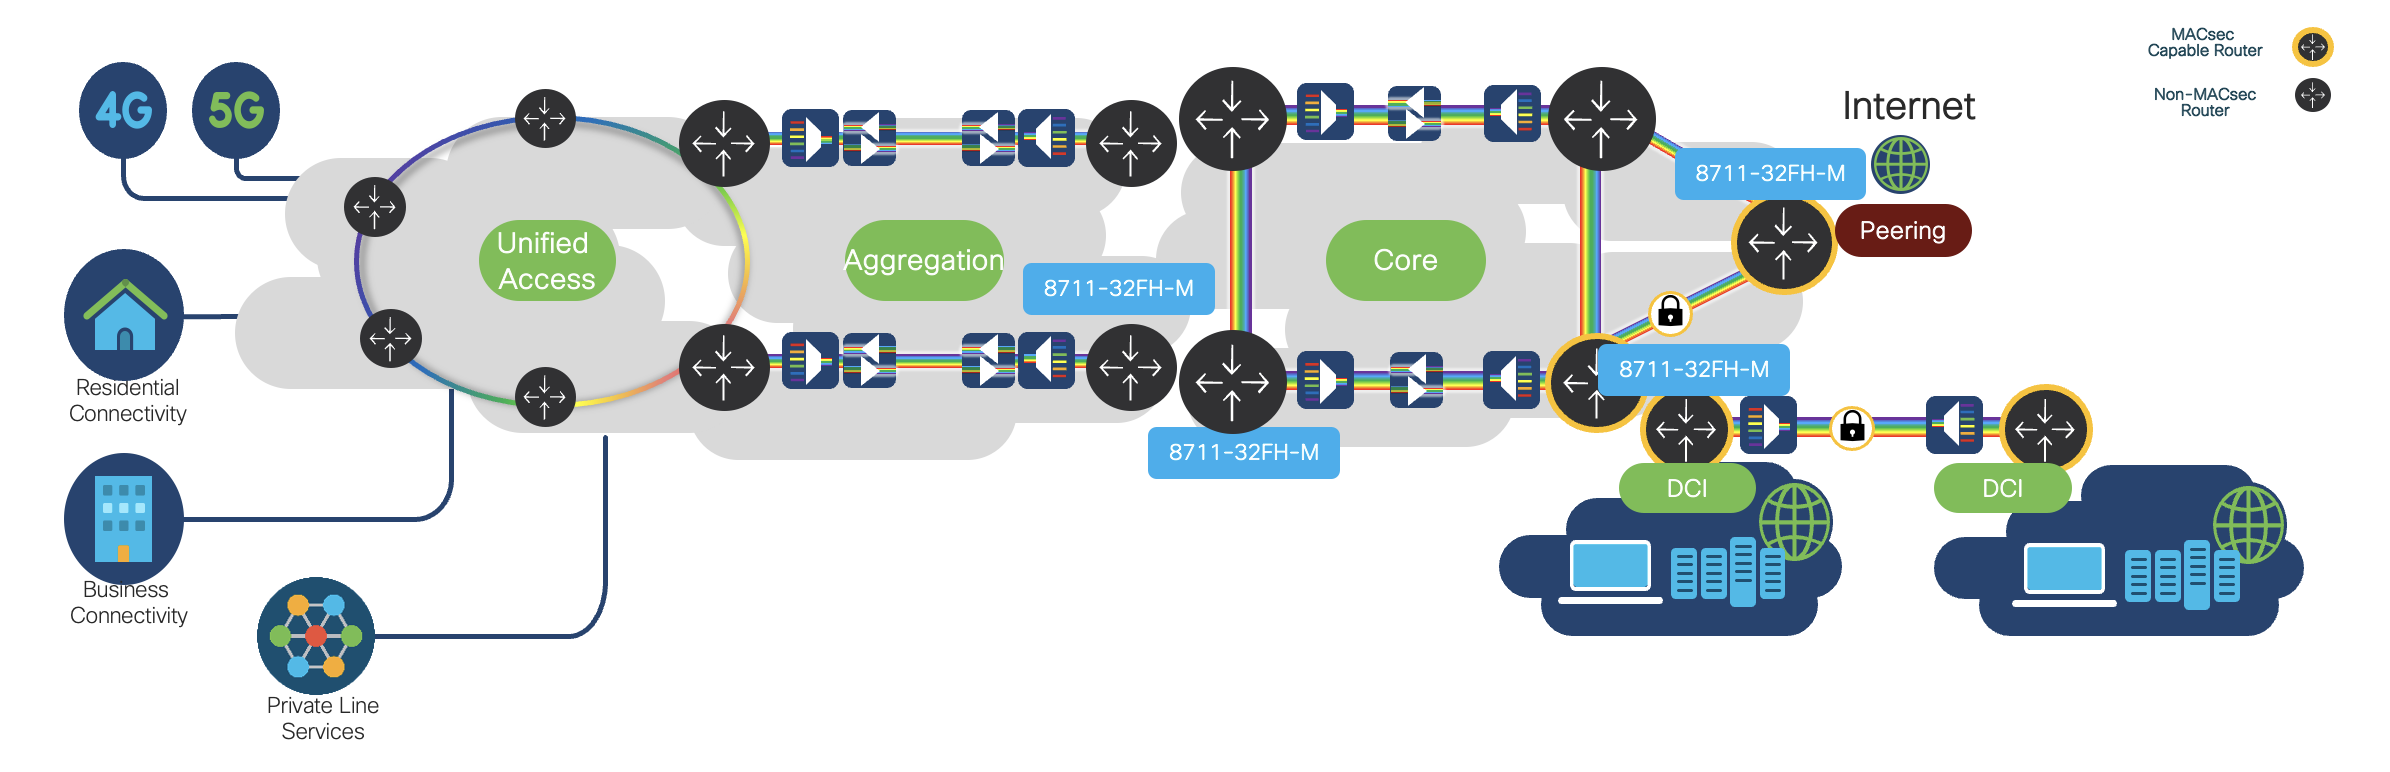 MACsec
Capable Router
Non-MACsec
Router
4G
5G
Internet
8711-32FH-M
Peering
Unified
Access
Aggregation
Core
8711-32FH-M
8711-32FH-M
8711-32FH-M
Residential
Connectivity
DCI
DCI
Business
Connectivity
Private Line
Services